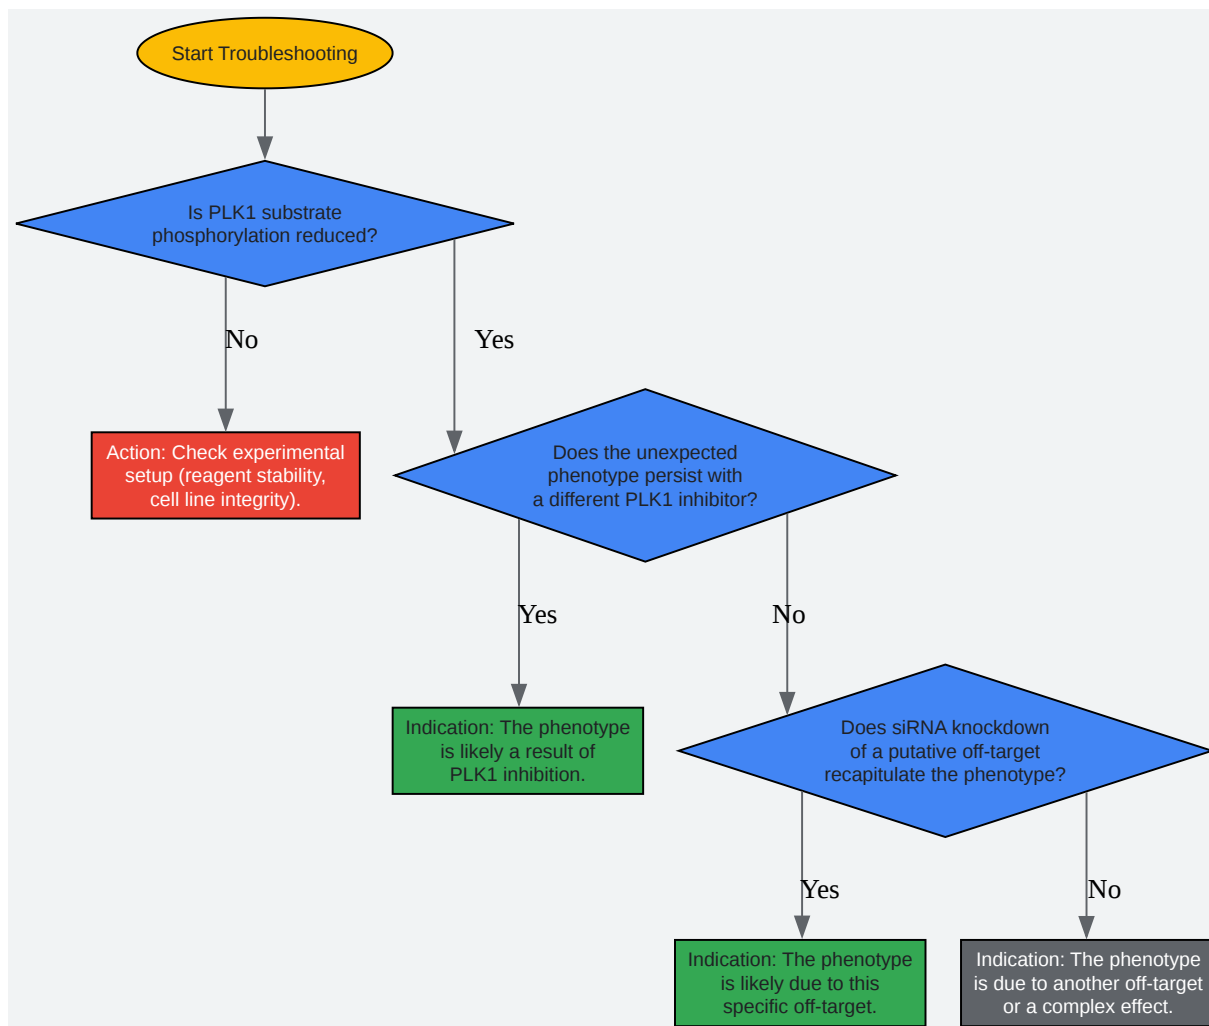 Start Troubleshooting
Is PLK1 substrate
phosphorylation reduced?
No
Yes
Action: Check experimental
setup (reagent stability,
cell line integrity).
Does the unexpected
phenotype persist with
a different PLK1 inhibitor?
Yes
No
Indication: The phenotype
is likely a result of
PLK1 inhibition.
Does siRNA knockdown
of a putative off-target
recapitulate the phenotype?
Yes
No
Indication: The phenotype
is likely due to this
specific off-target.
Indication: The phenotype
is due to another off-target
or a complex effect.